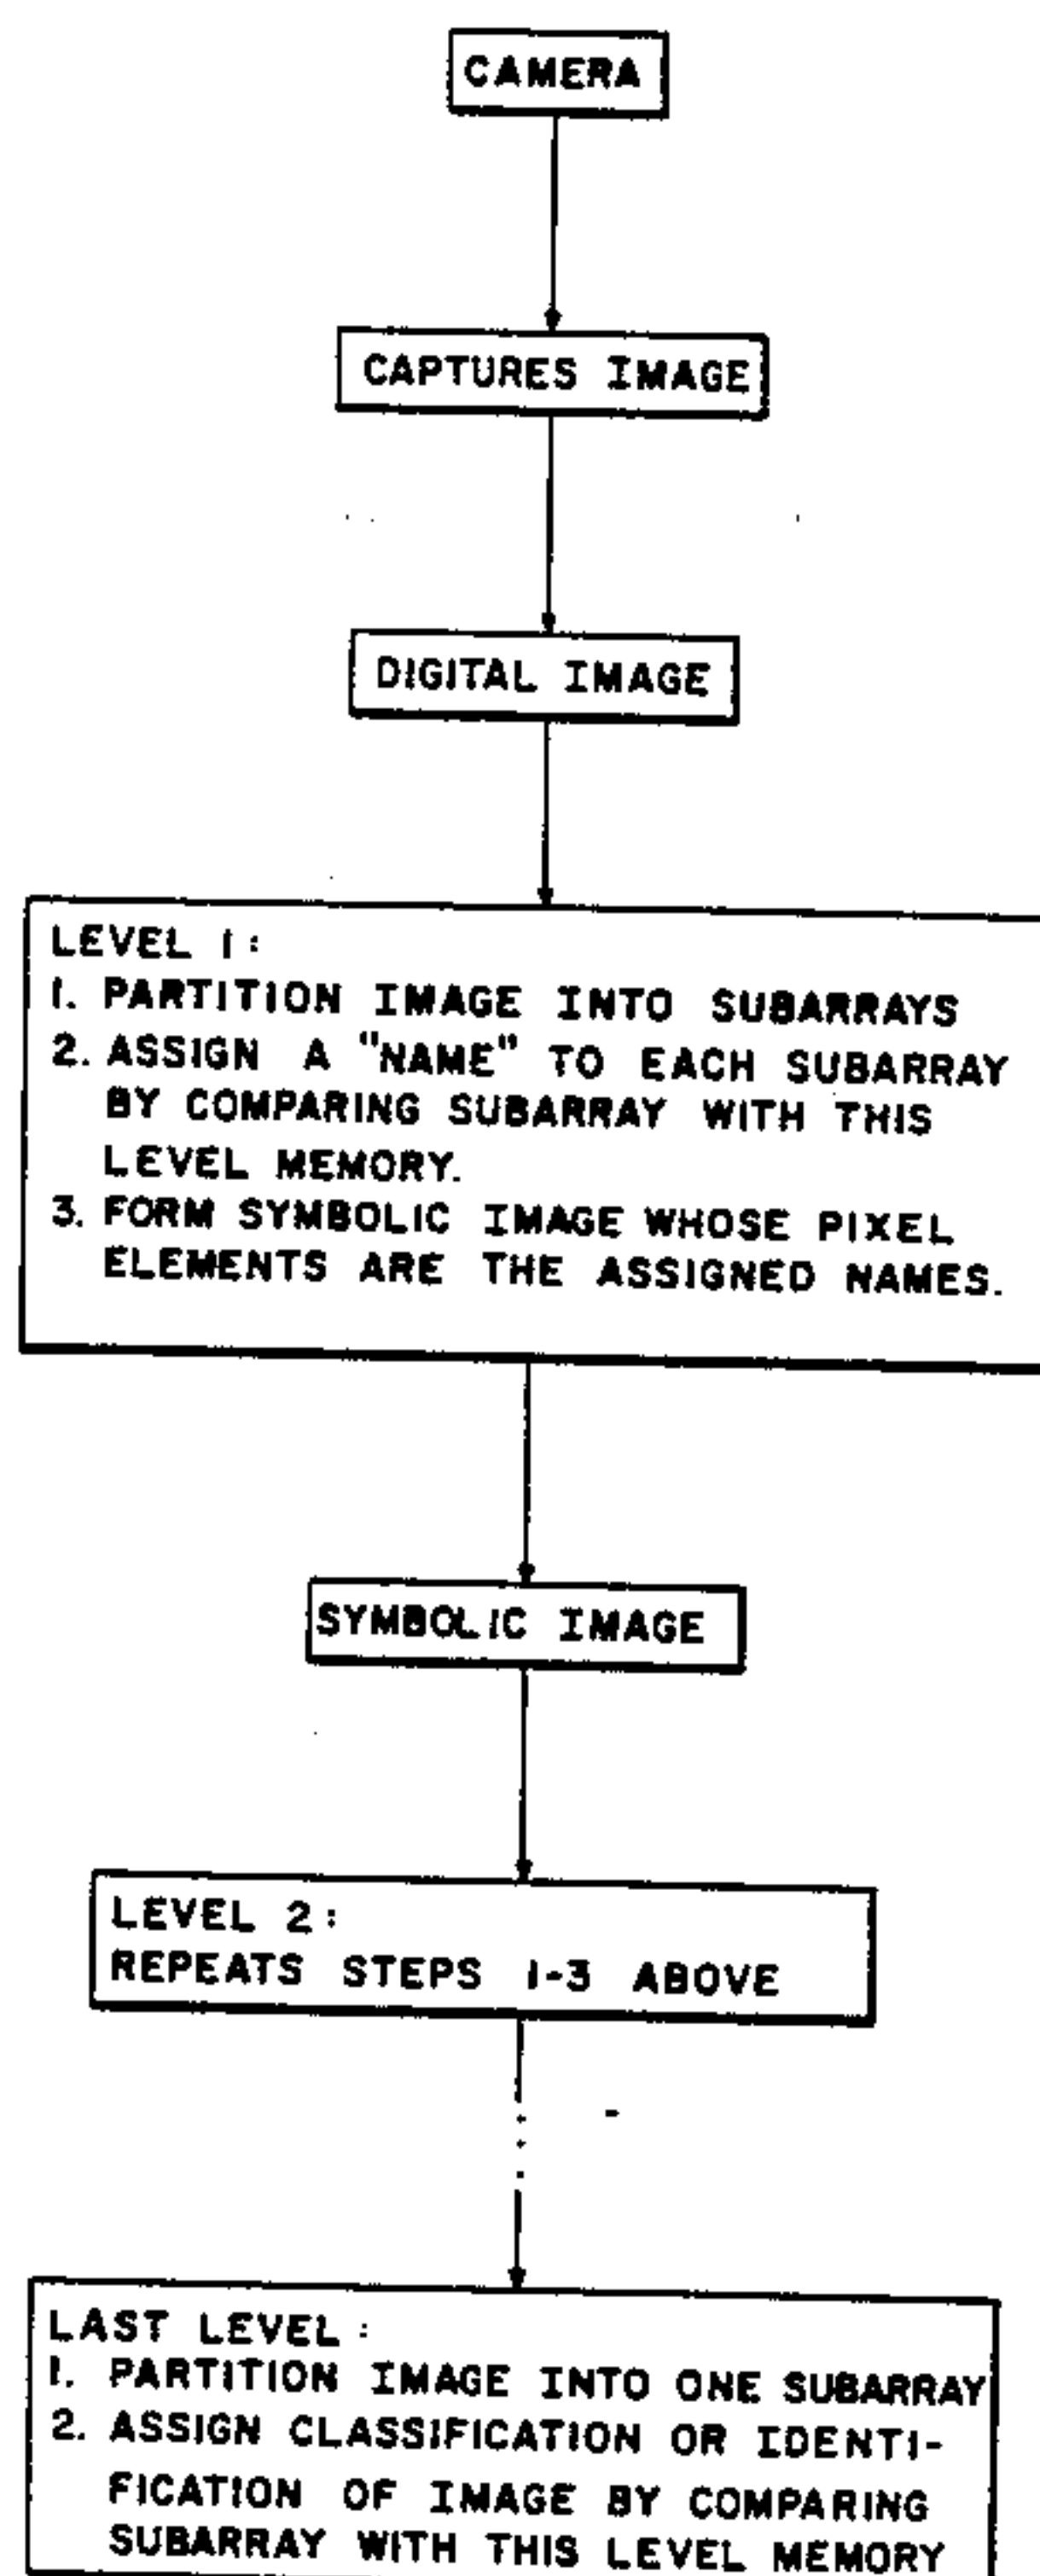 CAMERA
CAPTURES IMAGE
DIGITAL IMAGE
LEVEL 1:
1. PARTITION IMAGE INTO SUBARRAYS
2. ASSIGN A "NAME" TO EACH SUBARRAY
BY COMPARING SUBARRAY WITH THIS
LEVEL MEMORY.
3. FORM SYMBOLIC IMAGE WHOSE PIXEL
ELEMENTS ARE THE ASSIGNED NAMES.
SYMBOLIC IMAGE
LEVEL 2:
REPEATS STEPS 1-3 ABOVE
LAST LEVEL:
1. PARTITION IMAGE INTO ONE SUBARRAY
2. ASSIGN CLASSIFICATION OR IDENTI-
FICATION OF IMAGE BY COMPARING
SUBARRAY WITH THIS LEVEL MEMORY